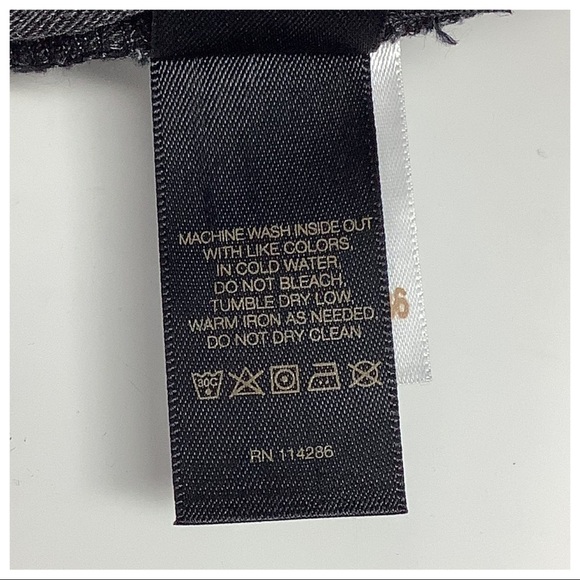 MACHINE WASH INSIDE OUT
WITH LIKE COLORS,
IN COLD WATER,
DO NOT BLEACH,
TUMBLE DRY LOW,
WARM IRON AS NEEDED,
DO NOT DRY CLEAN
30C
RN 114286